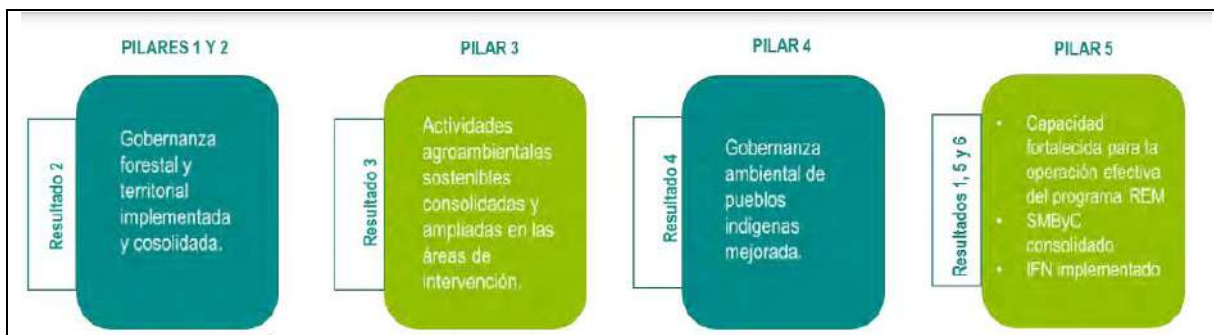 PILARES 1 Y 2
Resultado 2
Gobernanza
forestal y
territorial
implementada
y cosolidada.
PILAR 3
Resultado 3
Actividades
agroambientales
sostenibles
consolidadas y
ampliadas en las
áreas de
intervención.
PILAR 4
Resultado 4
Gobernanza
ambiental de
pueblos
indígenas
mejorada.
PILAR 5
Resultados 1, 5 y 6
• Capacidad
fortalecida para la
operación efectiva
del programa REM
• SMByC
consolidado
• IFN implementado